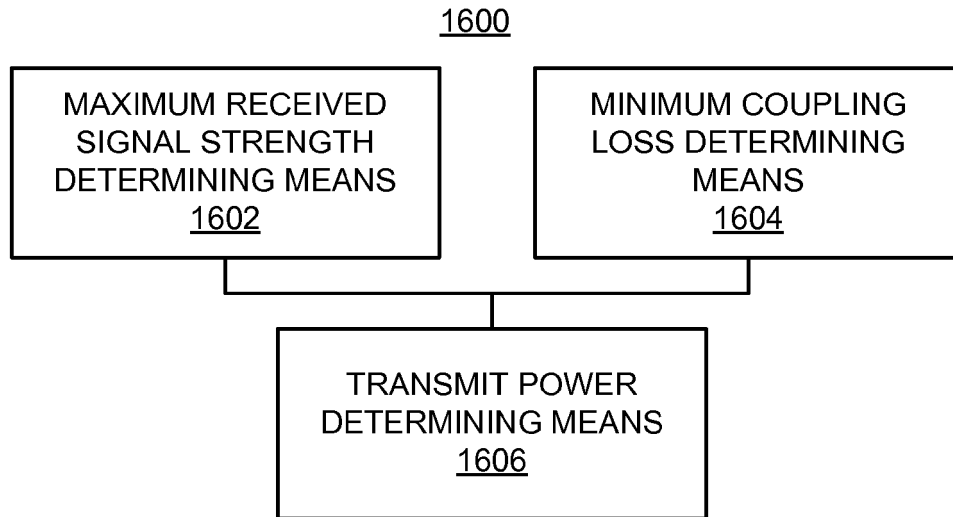 1600
MAXIMUM RECEIVED
SIGNAL STRENGTH
DETERMINING MEANS
1602
MINIMUM COUPLING
LOSS DETERMINING
MEANS
1604
TRANSMIT POWER
DETERMINING MEANS
1606